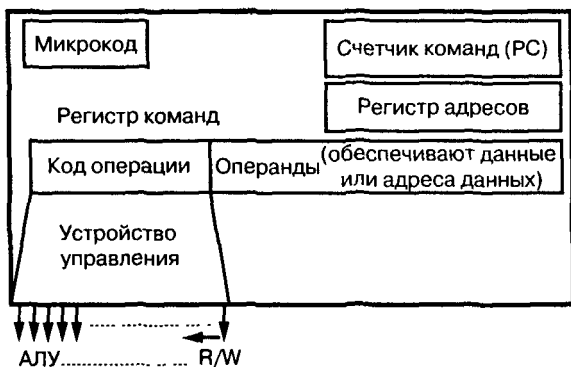 Микрокод
Счетчик команд (PC)
Регистр адресов
Регистр команд
Код операции
Операнды (обеспечивают данные
или адреса данных)
Устройство
управления
АЛУ
R/W